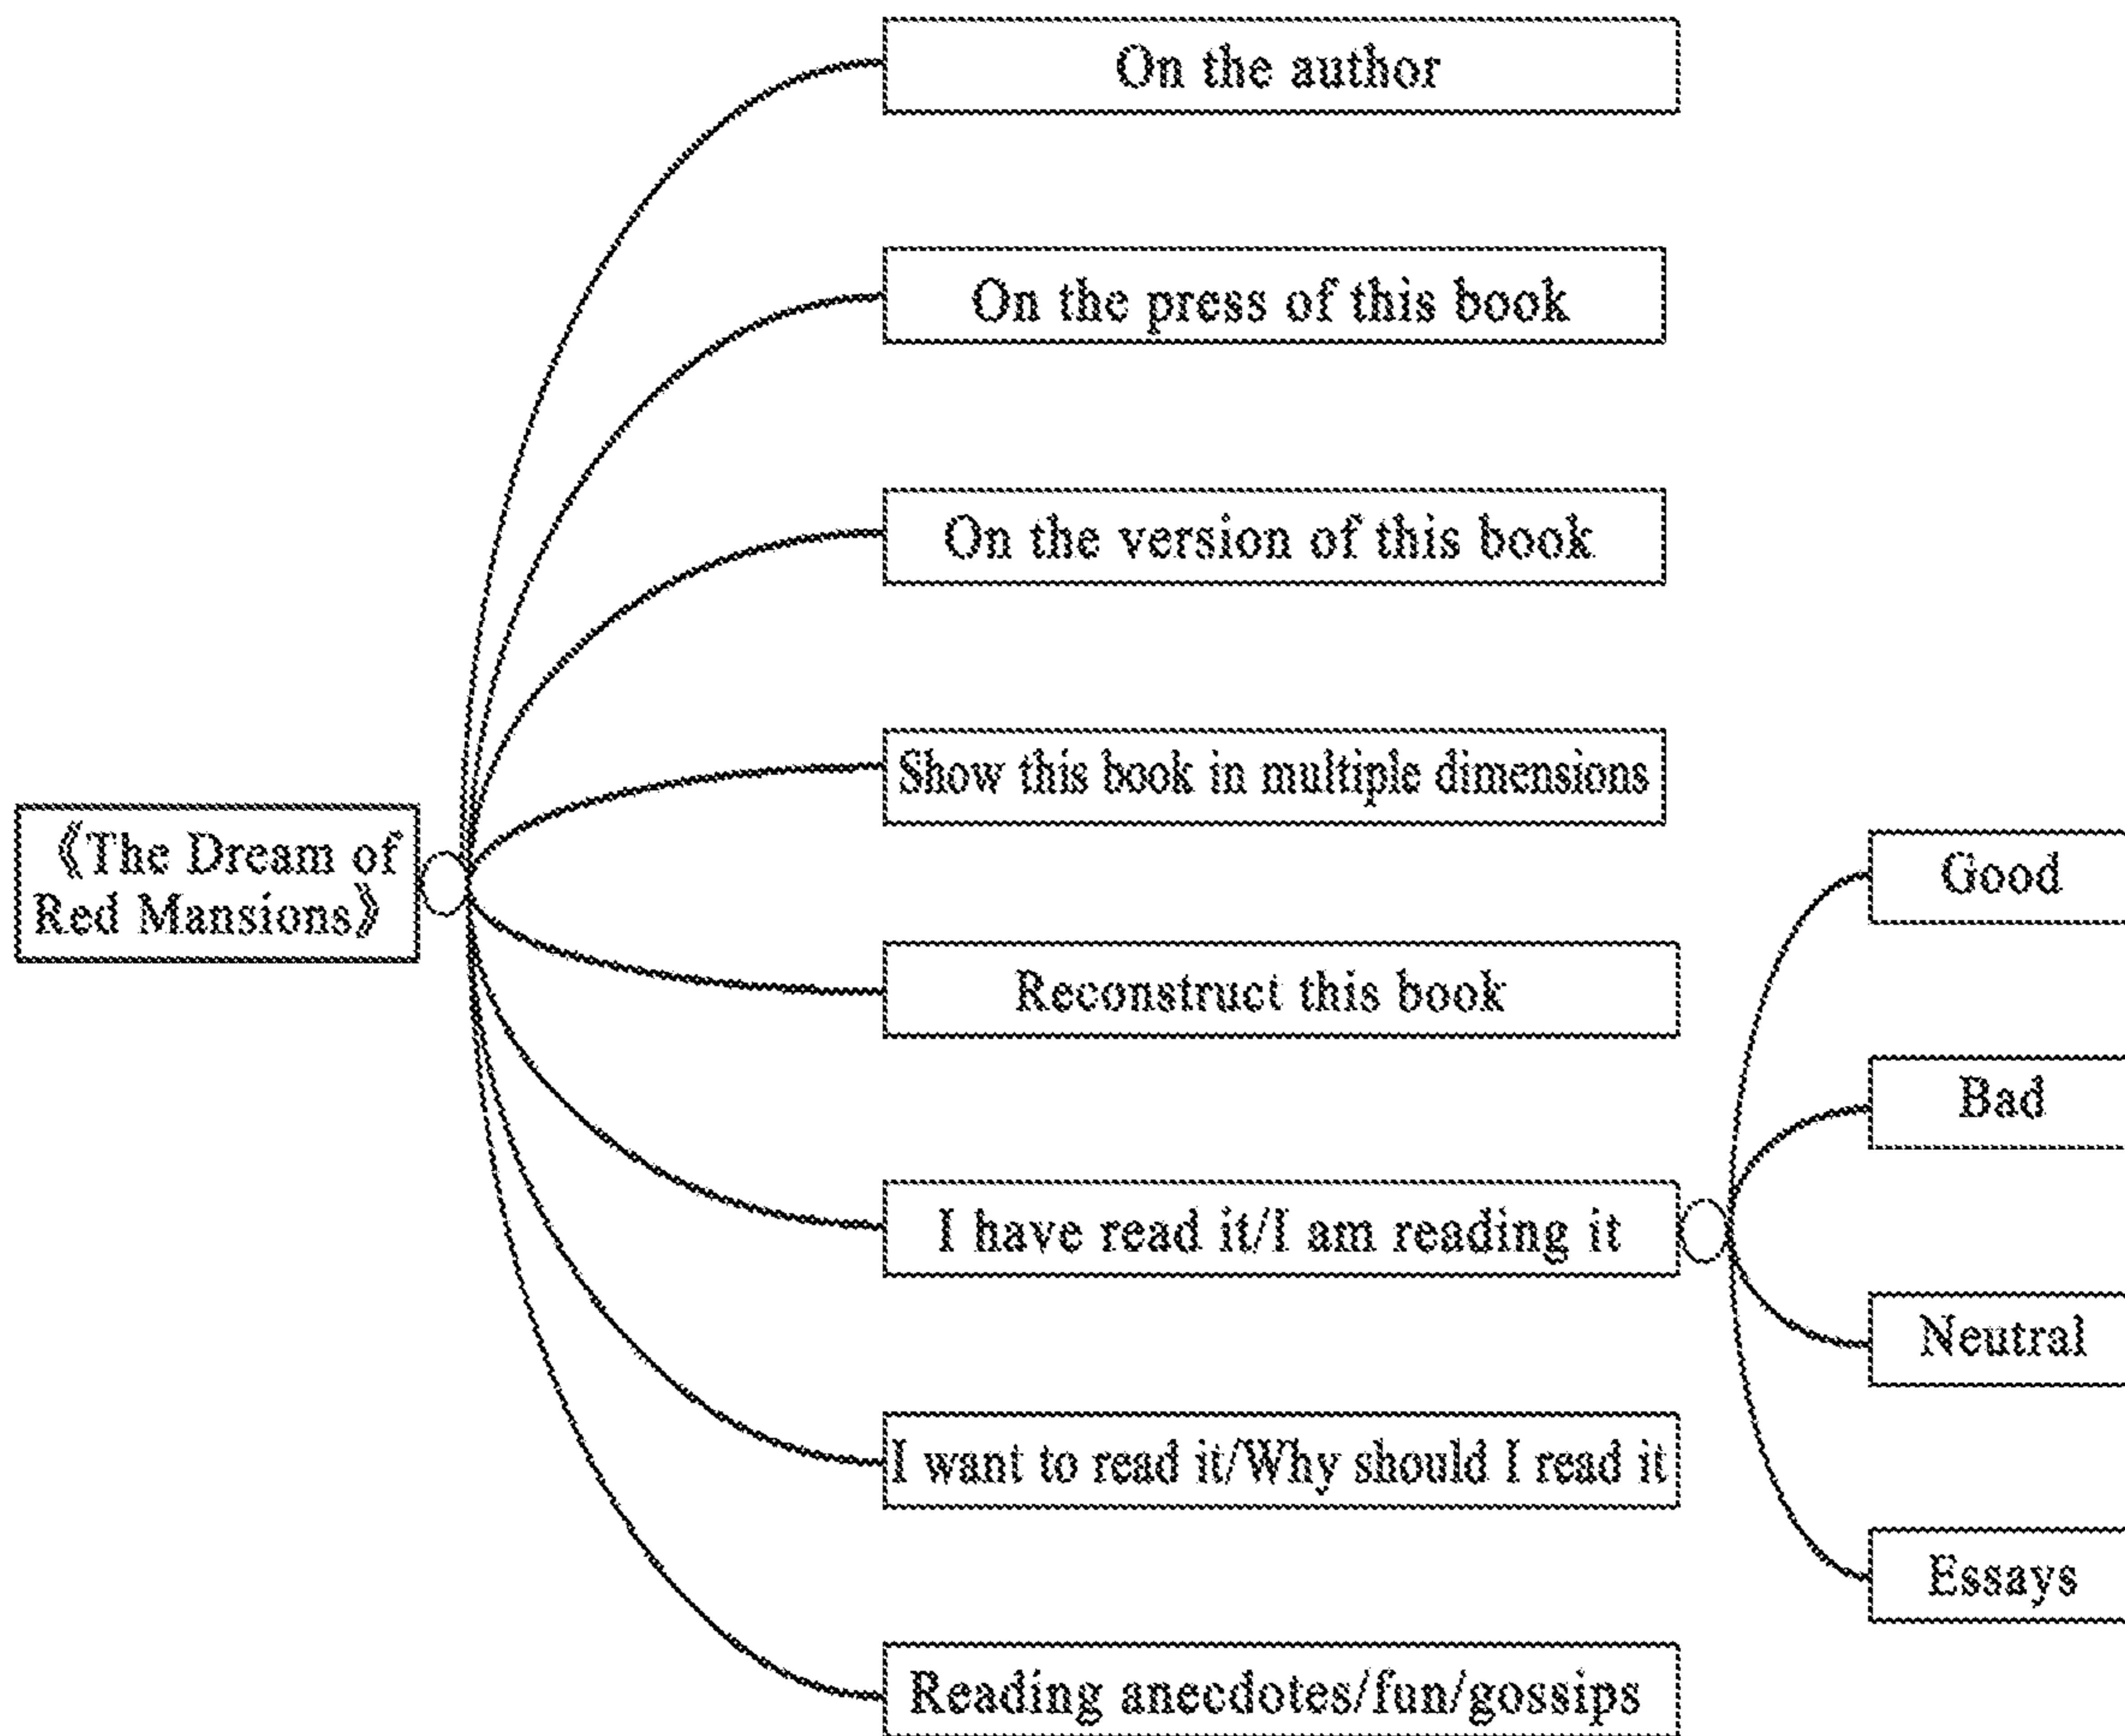 On the author
On the press of this book
On the version of this book
Show this book in multiple dimensions
《The Dream of
Red Mansions》
Reconstruct this book
I have read it/I am reading it
I want to read it/Why should I read it
Reading anecdotes/fun/gossips
Good
Bad
Neutral
Essays